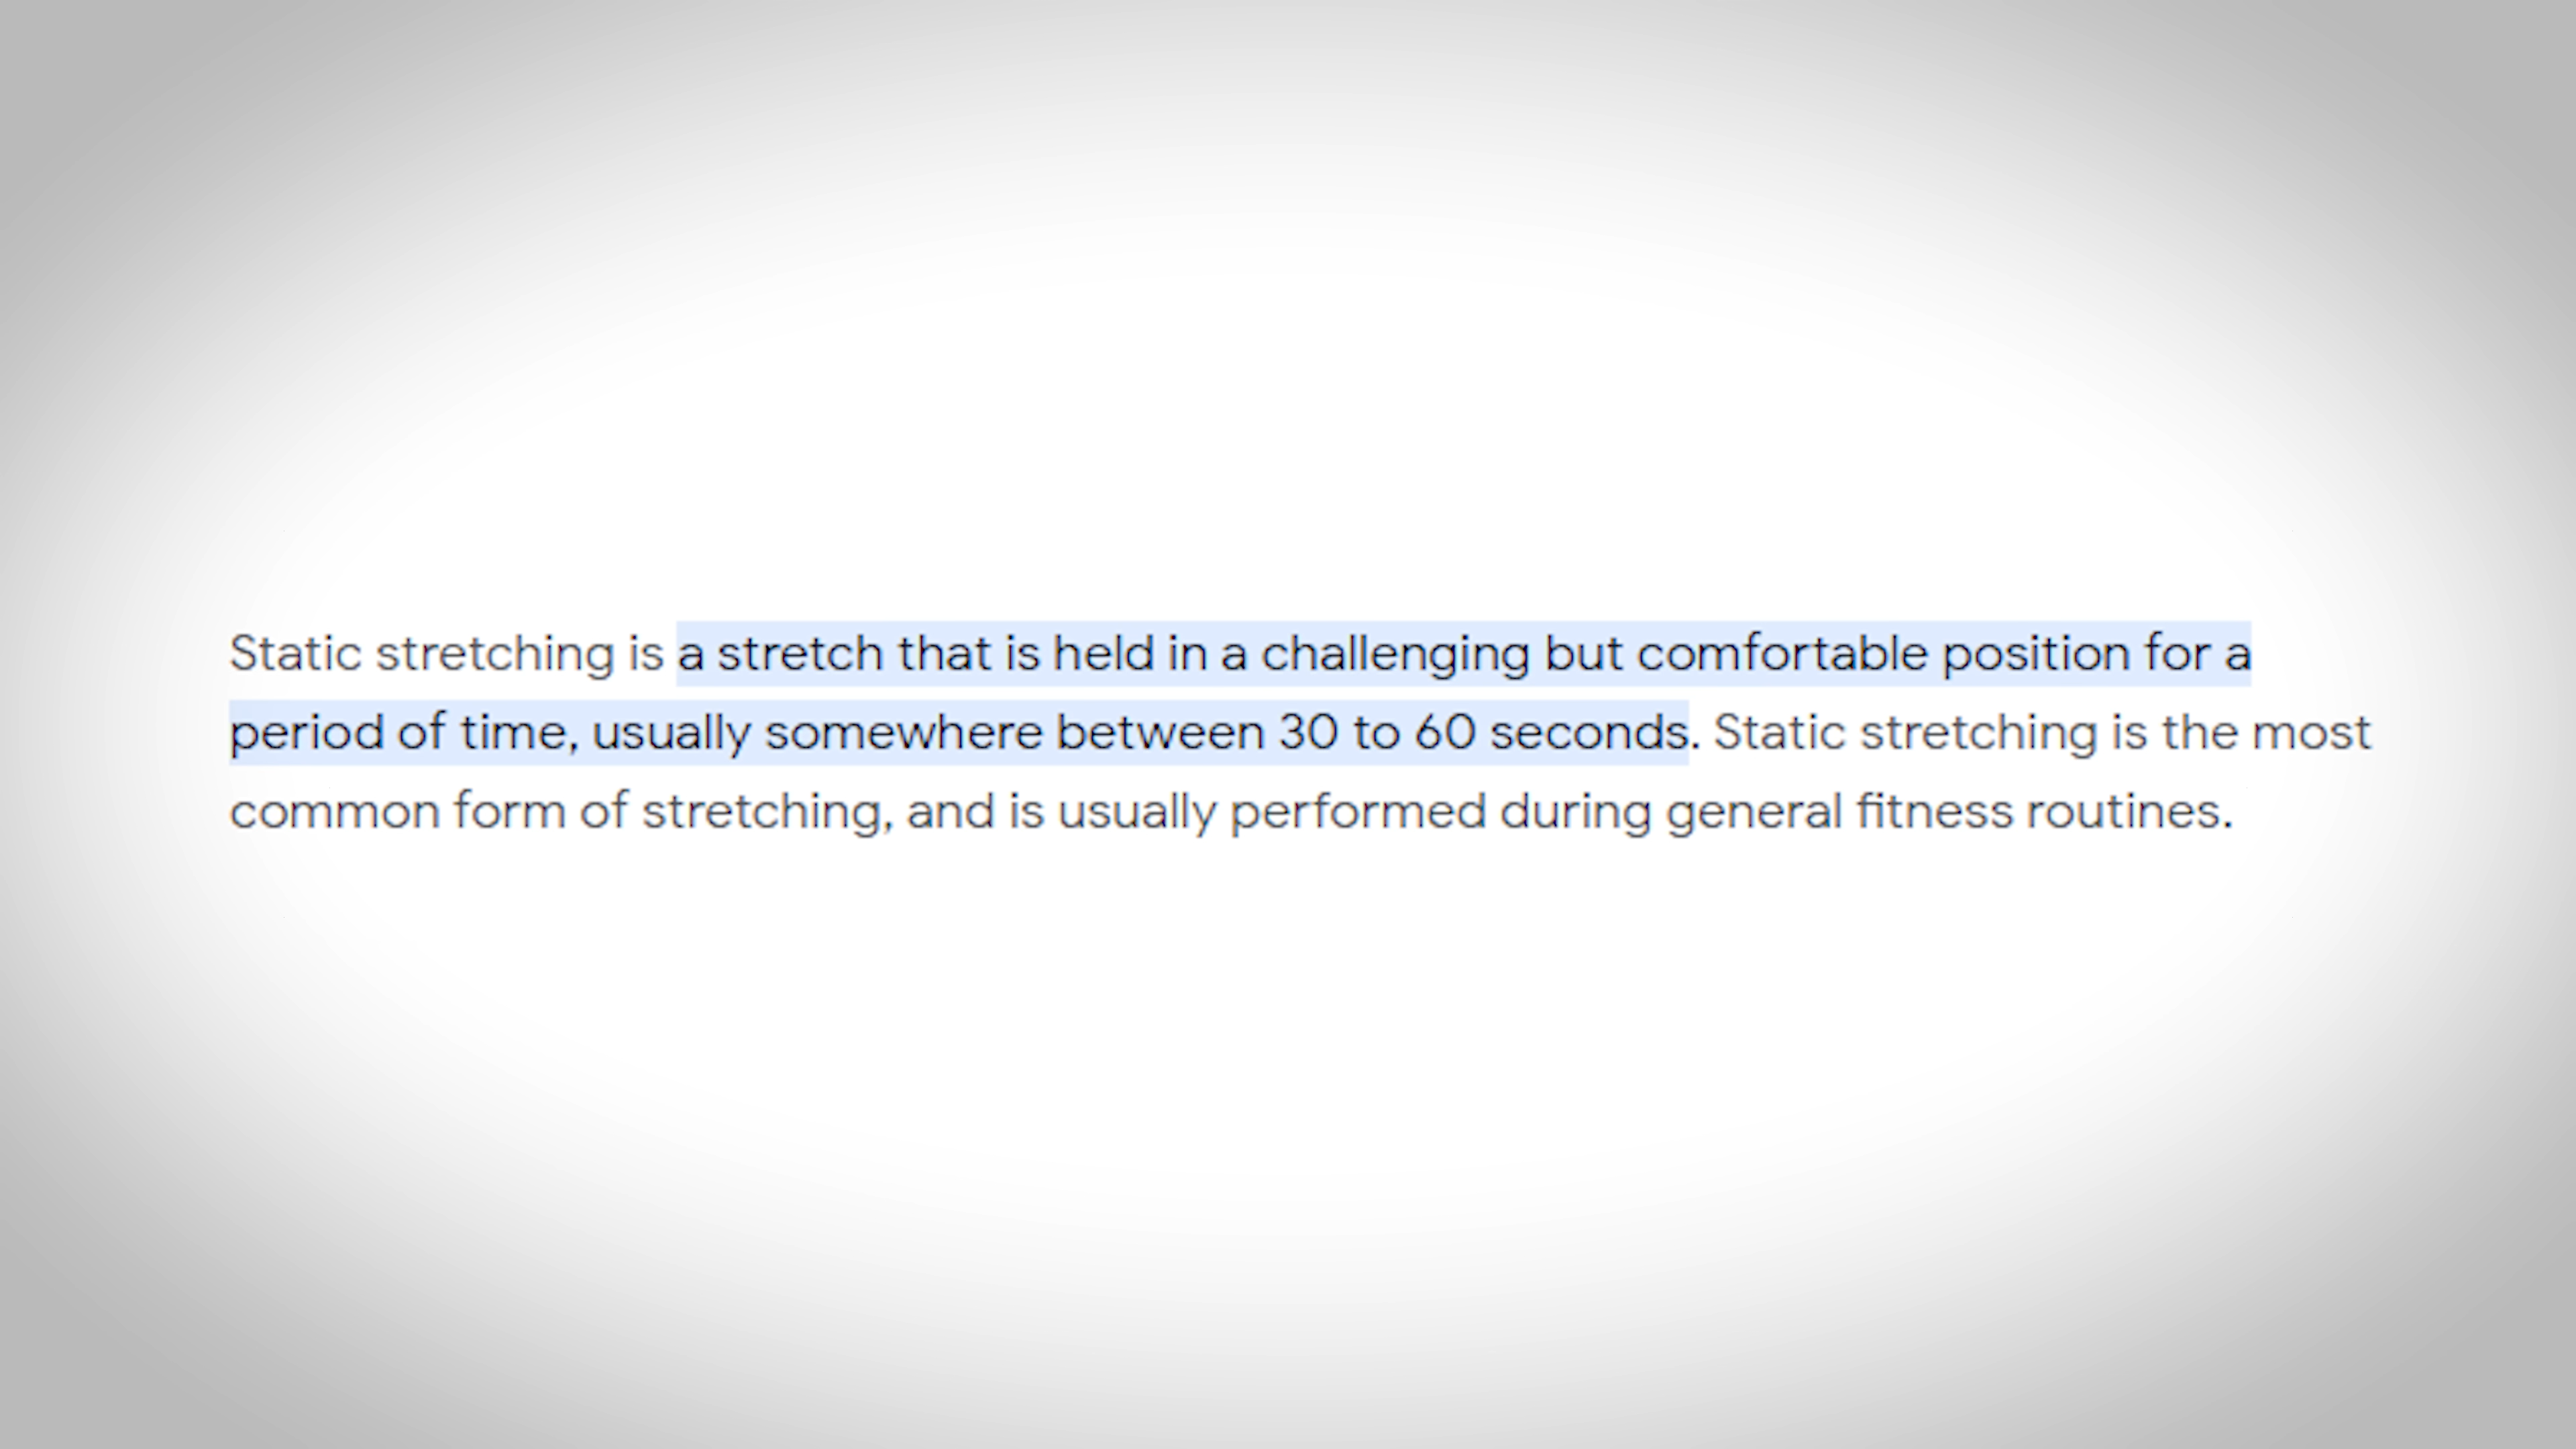 Static stretching is a stretch that is held in a challenging but comfortable position for a
period of time, usually somewhere between 30 to 60 seconds. Static stretching is the most
common form of stretching, and is usually performed during general fitness routines.